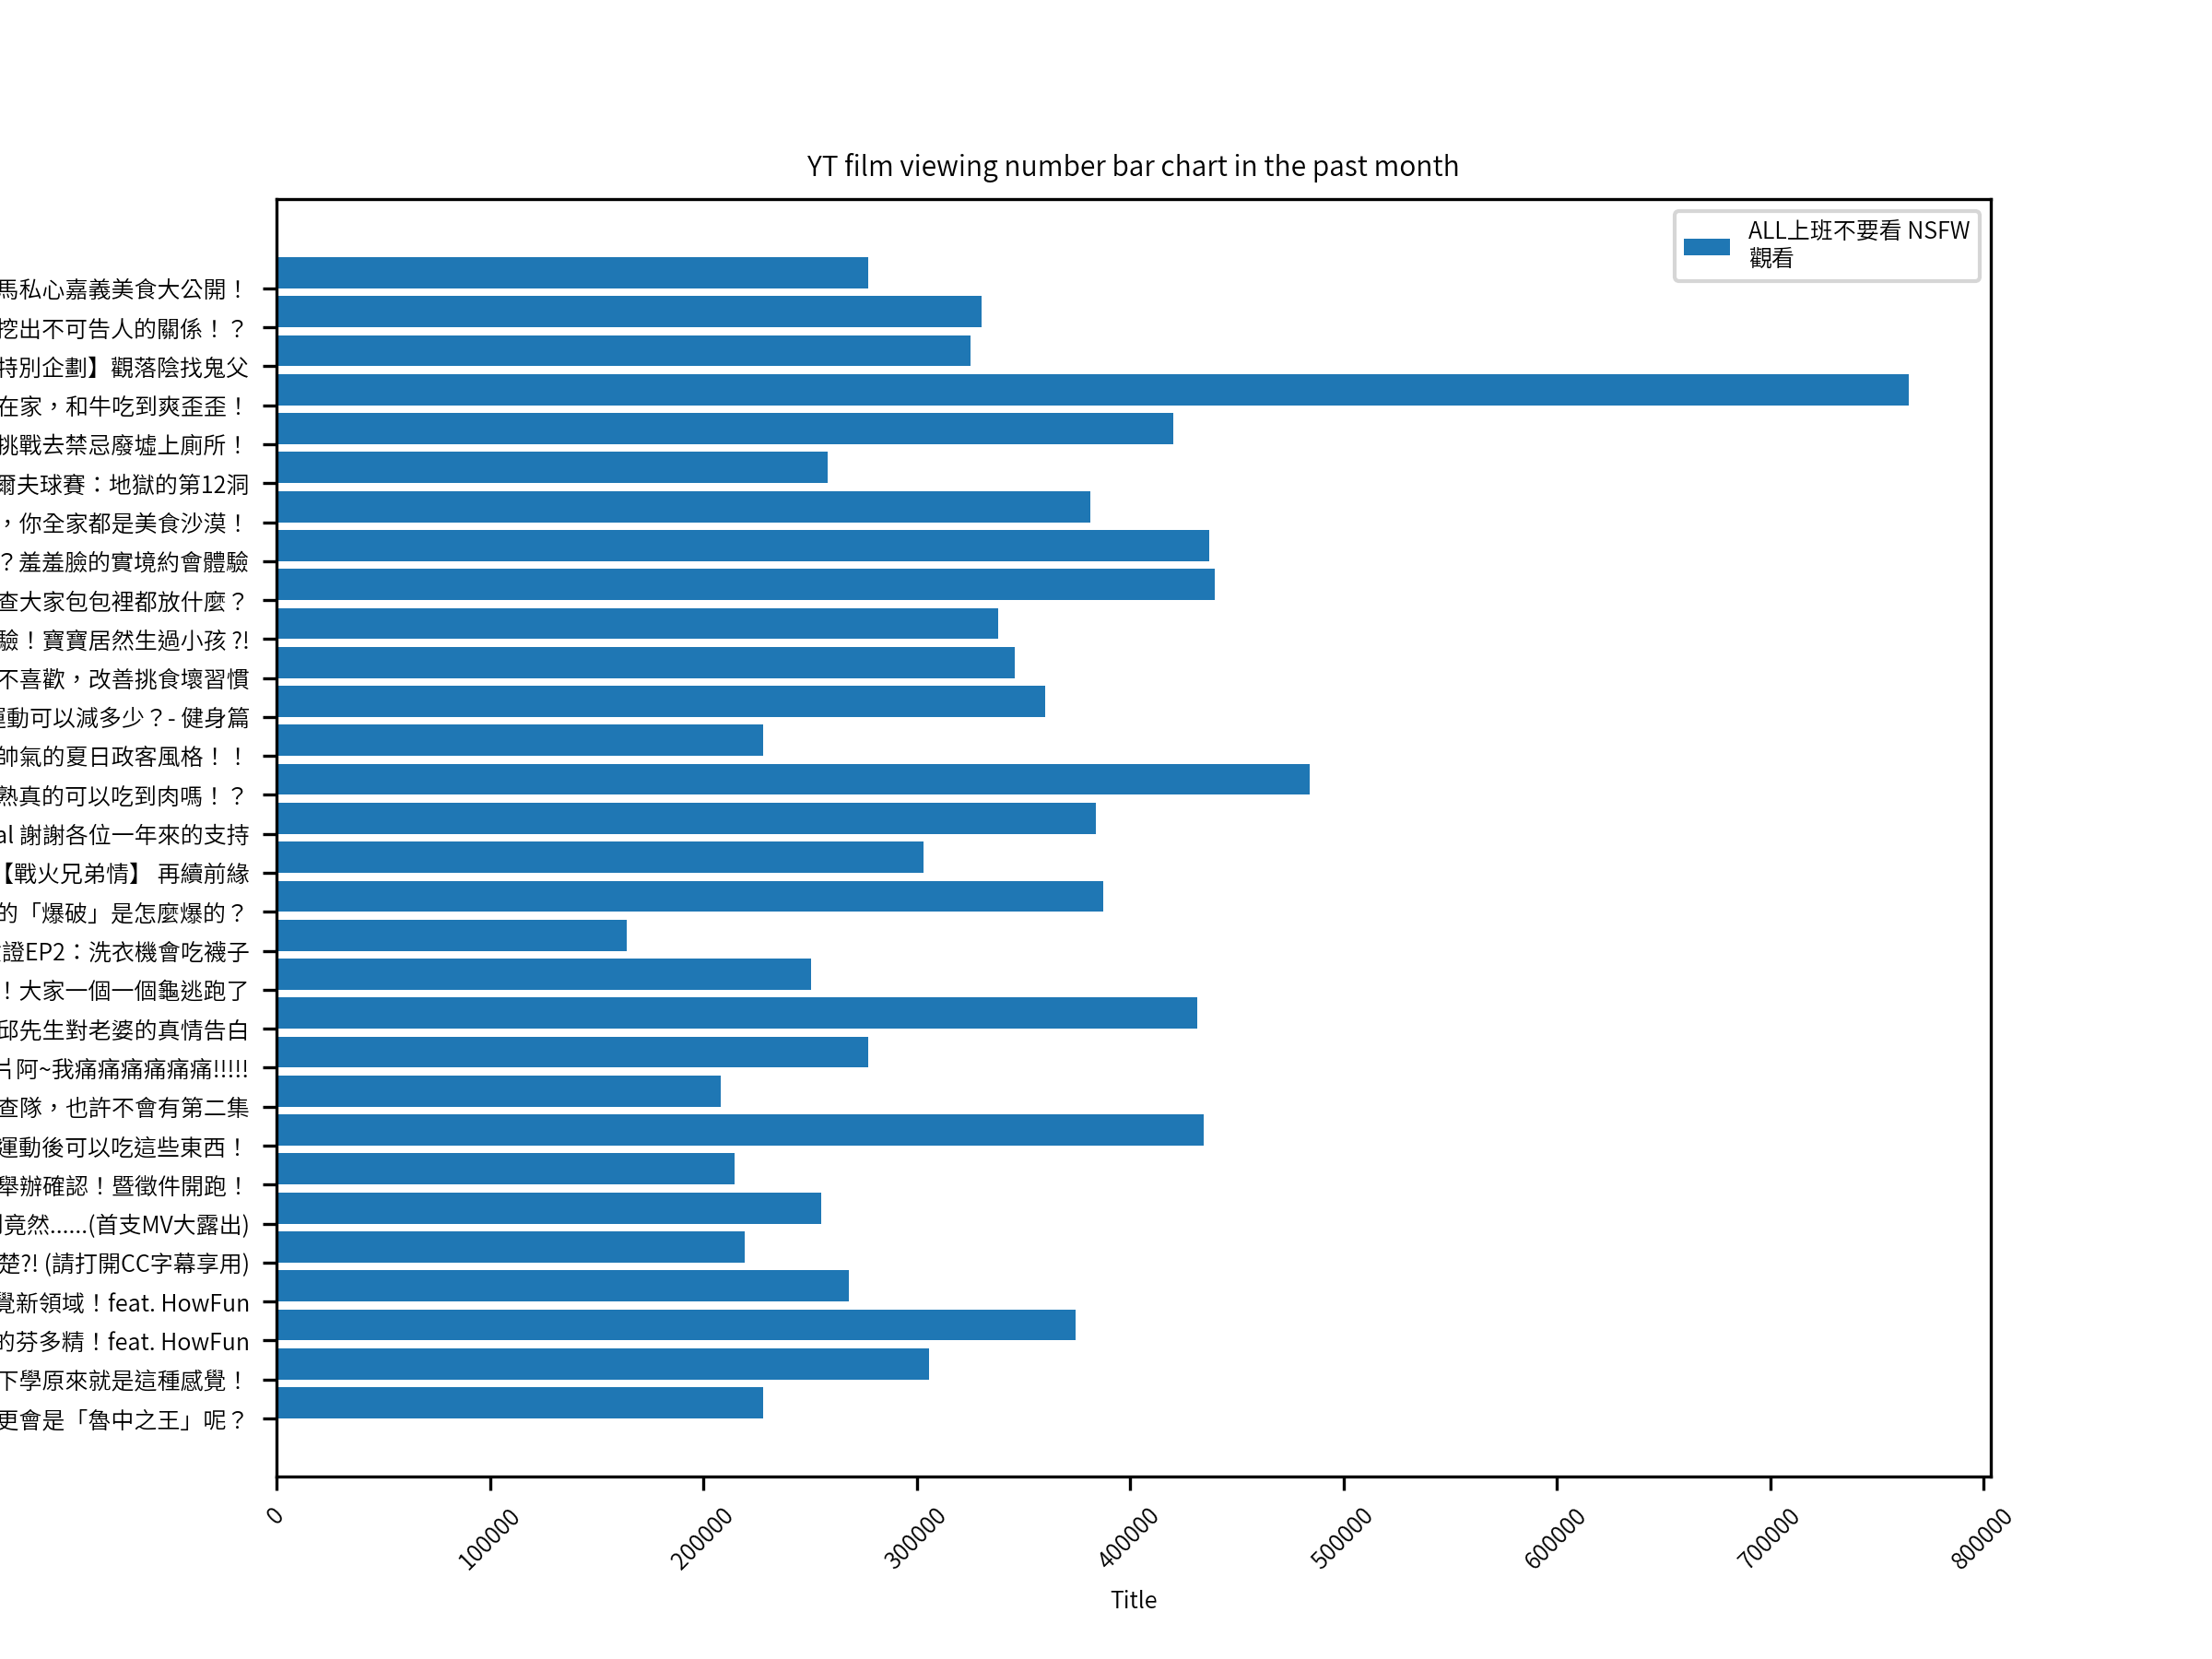 YT film viewing number bar chart in the past month
ALL上班不要看 NSFW
觀看
馬私心嘉義美食大公開！
挖出不可告人的關係！？
特別企劃】觀落陰找鬼父
在家，和牛吃到爽歪歪！
挑戰去禁忌廢墟上廁所！
爾夫球賽：地獄的第12洞
，你全家都是美食沙漠！
？羞羞臉的實境約會體驗
查大家包包裡都放什麼？
驗！寶寶居然生過小孩 ?!
不喜歡，改善挑食壞習慣
運動可以減多少？- 健身篇
帥氣的夏日政客風格！！
熟真的可以吃到肉嗎！？
al 謝謝各位一年來的支持
【戰火兄弟情】 再續前緣
的「爆破」是怎麼爆的？
證EP2：洗衣機會吃襪子
！大家一個一個龜逃跑了
邱先生對老婆的真情告白
片阿~我痛痛痛痛痛痛!!!!!
查隊，也許不會有第二集
運動後可以吃這些東西！
舉辦確認！暨徵件開跑！
竟然......(首支MV大露出)
楚?! (請打開CC字幕享用)
覺新領域！feat. HowFun
的芬多精！feat. HowFun
下學原來就是這種感覺！
更會是「魯中之王」呢？
0
100000
200000
300000
400000
500000
600000
700000
800000
Title